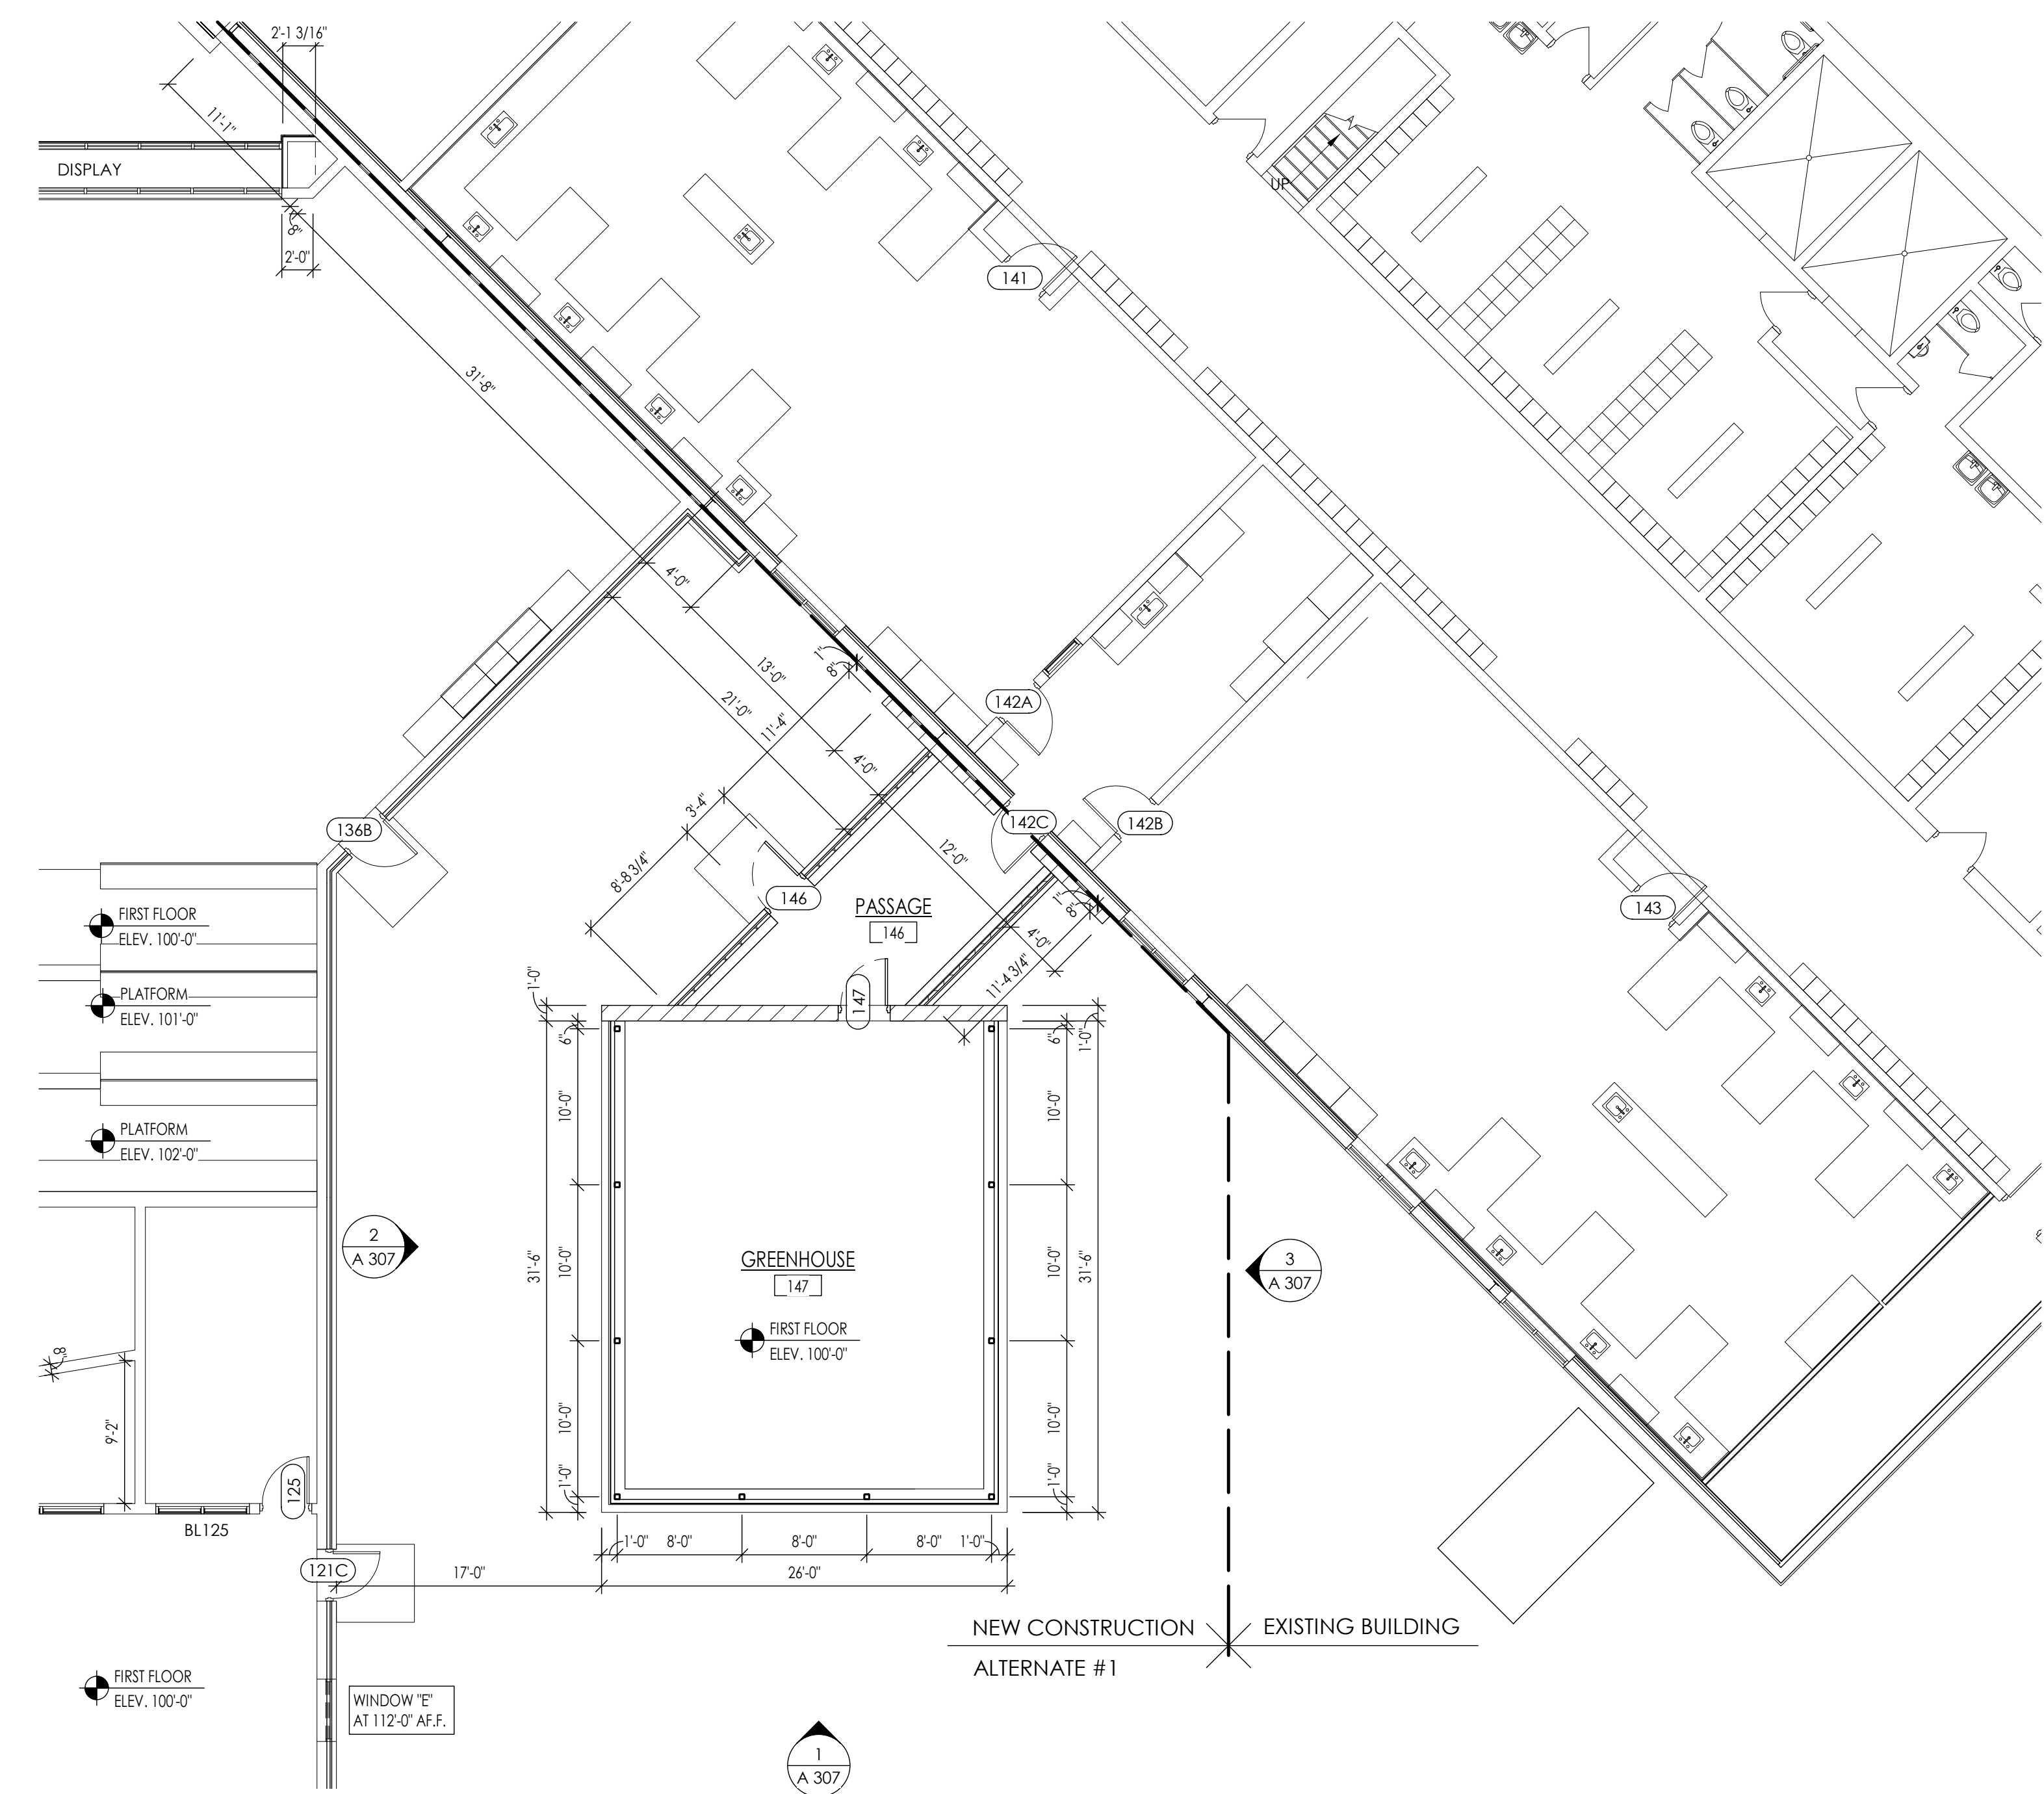 2'-1 3/16"
11'-1"
DISPLAY
8"
2'-0"
UP
141
31'-8"
4'-0"
13'-0"
1"
8"
21'-0"
11'-4"
4'-0"
142A
142C
142B
136B
3'-4"
8'-8 3/4"
12'-0"
146
PASSAGE
146
143
1"
8"
4'-0"
11'-4 3/4"
FIRST FLOOR
ELEV. 100'-0"
PLATFORM
ELEV. 101'-0"
PLATFORM
ELEV. 102'-0"
147
1'-0"
6"
10'-0"
31'-6"
10'-0"
10'-0"
1'-0"
6"
1'-0"
10'-0"
10'-0"
31'-6"
10'-0"
1'-0"
2
A 307
GREENHOUSE
147
FIRST FLOOR
ELEV. 100'-0"
3
A 307
8"
9'-2"
125
BL125
121C
1'-0" 8'-0" 8'-0" 8'-0" 1'-0"
17'-0" 26'-0"
NEW CONSTRUCTION EXISTING BUILDING
ALTERNATE #1
FIRST FLOOR
ELEV. 100'-0"
WINDOW "E"
AT 112'-0" AF.F.
1
A 307